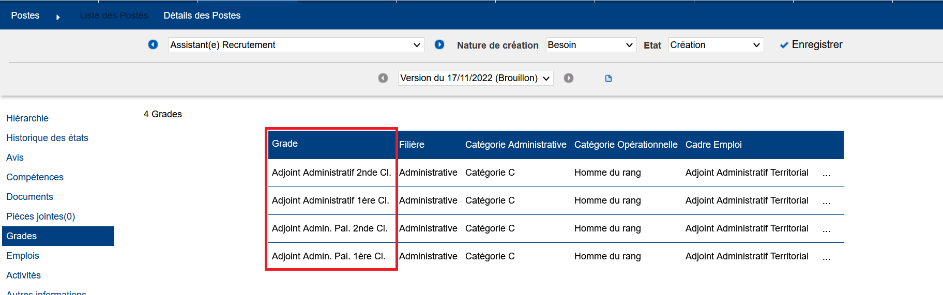 Postes Liste des Postes Détails des Postes
Assistant(e) Recrutement Nature de création Besoin Etat Création Enregistrer
Version du 17/11/2022 (Brouillon)
4 Grades
Hiérarchie
Historique des états
Avis
Compétences
Documents
Pièces jointes(0)
Grades
Emplois
Activités
Autres informations
Grade Filière Catégorie Administrative Catégorie Opérationnelle Cadre Emploi
Adjoint Administratif 2nde Cl. Administrative Catégorie C Homme du rang Adjoint Administratif Territorial ...
Adjoint Administratif 1ère Cl. Administrative Catégorie C Homme du rang Adjoint Administratif Territorial ...
Adjoint Admin. Pal. 2nde Cl. Administrative Catégorie C Homme du rang Adjoint Administratif Territorial ...
Adjoint Admin. Pal. 1ère Cl. Administrative Catégorie C Homme du rang Adjoint Administratif Territorial ...